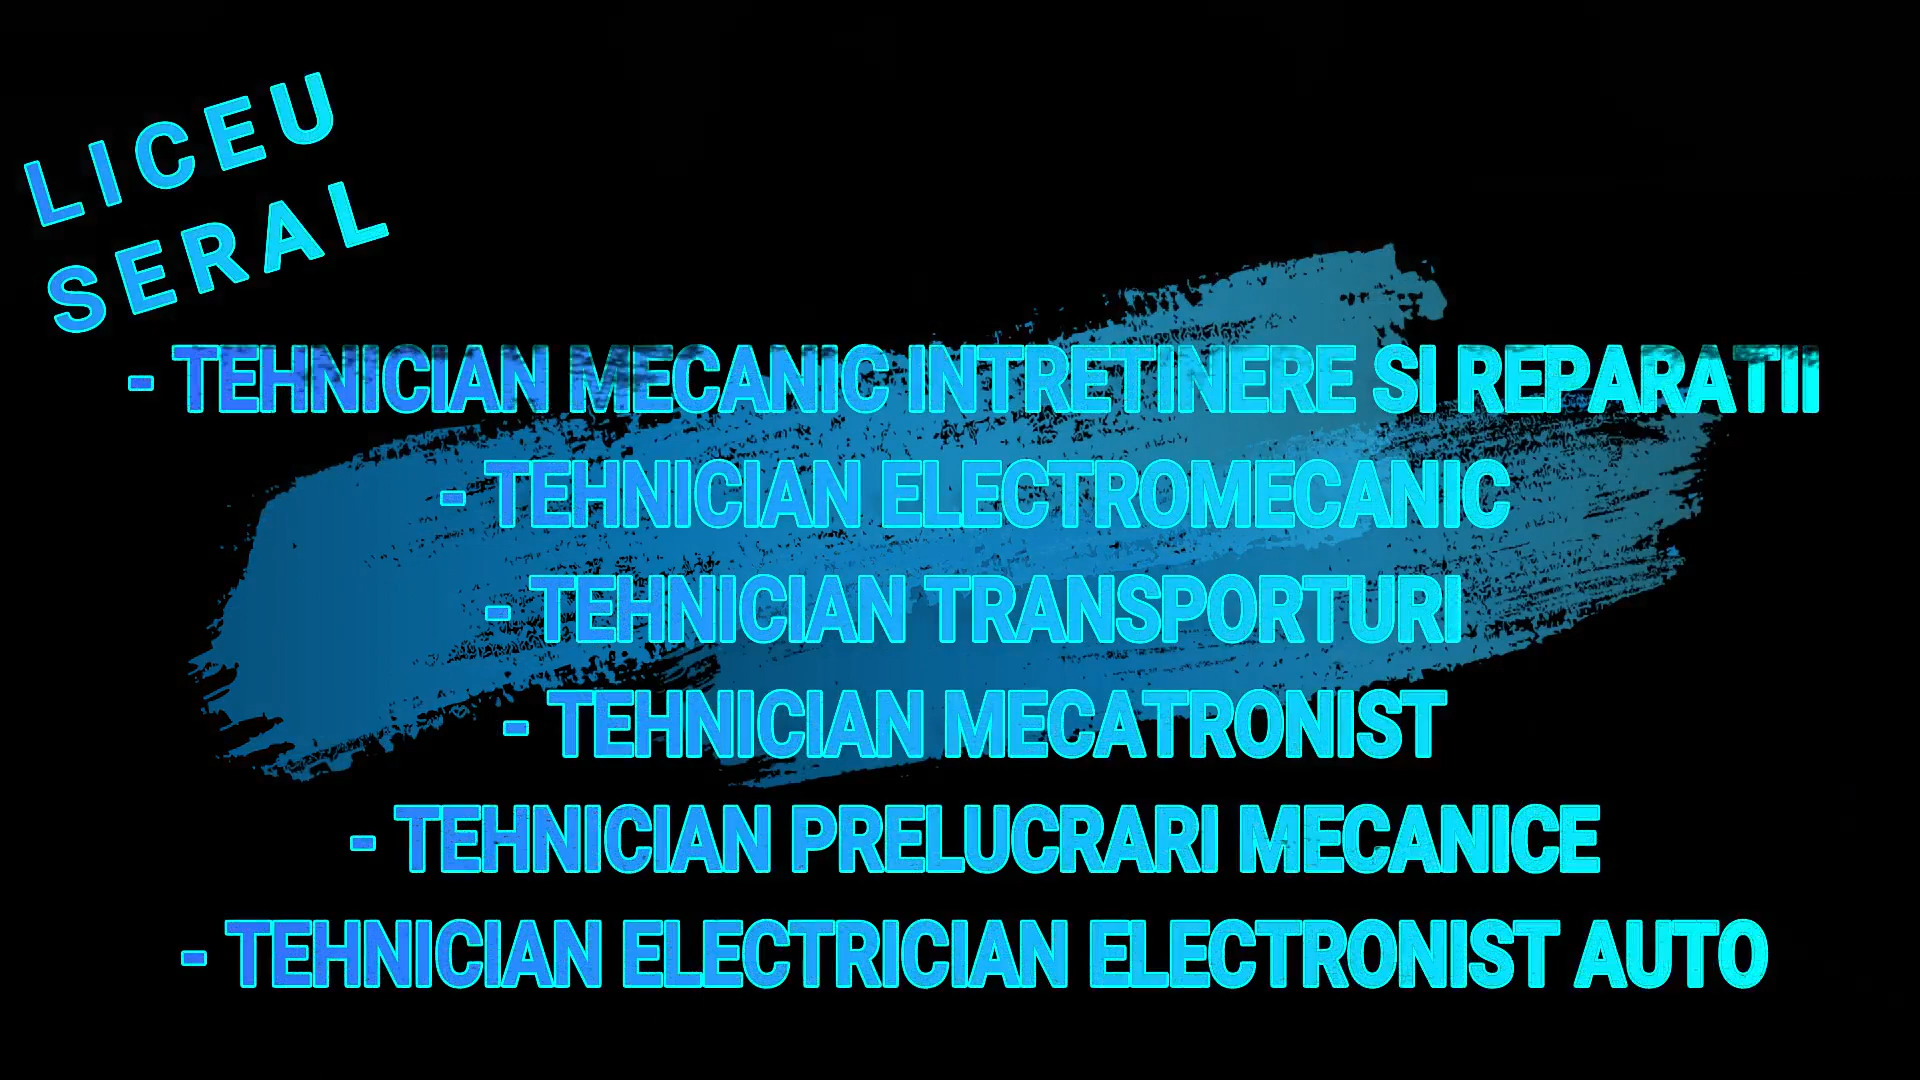 LICEU
SERAL
- TEHNICIAN MECANIC INTRETINERE SI REPARATII
- TEHNICIAN ELECTROMECANIC
- TEHNICIAN TRANSPORTURI
- TEHNICIAN MECATRONIST
- TEHNICIAN PRELUCRARI MECANICE
- TEHNICIAN ELECTRICIAN ELECTRONIST AUTO